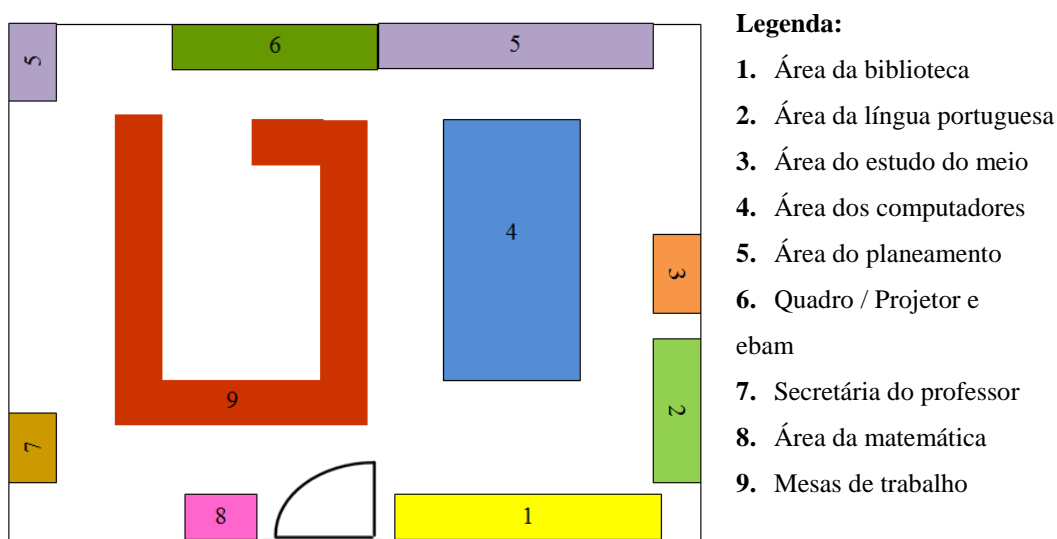 5
6
5
4
3
2
9
7
8
1
Legenda:
1. Área da biblioteca
2. Área da língua portuguesa
3. Área do estudo do meio
4. Área dos computadores
5. Área do planeamento
6. Quadro / Projetor e
ebam
7. Secretária do professor
8. Área da matemática
9. Mesas de trabalho